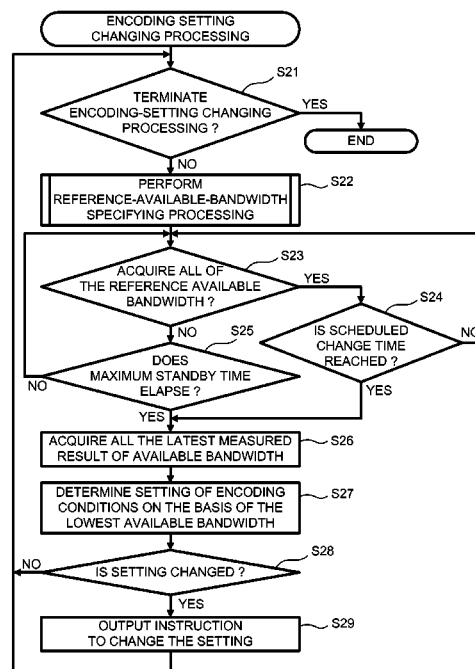 ENCODING SETTING
CHANGING PROCESSING
S21
TERMINATE
ENCODING-SETTING CHANGING
PROCESSING ?
YES
END
NO
PERFORM
REFERENCE-AVAILABLE-BANDWIDTH
SPECIFYING PROCESSING
S22
S23
ACQUIRE ALL OF
THE REFERENCE AVAILABLE
BANDWIDTH ?
YES
S24
NO
S25
IS SCHEDULED
CHANGE TIME
REACHED ?
NO
DOES
MAXIMUM STANDBY TIME
ELAPSE ?
NO
YES
YES
ACQUIRE ALL THE LATEST MEASURED
RESULT OF AVAILABLE BANDWIDTH
S26
DETERMINE SETTING OF ENCODING
CONDITIONS ON THE BASIS OF THE
LOWEST AVAILABLE BANDWIDTH
S27
S28
NO
IS SETTING CHANGED ?
YES
OUTPUT INSTRUCTION
TO CHANGE THE SETTING
S29